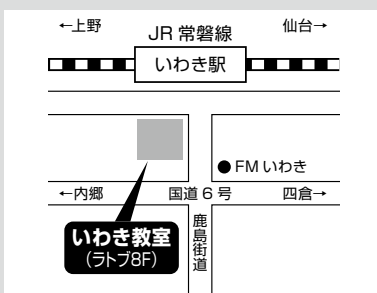 ←上野
JR 常磐線
仙台→
いわき駅
FM いわき
←内郷
国道 6 号
四倉→
いわき教室
(ラトブ8F)
鹿島街道